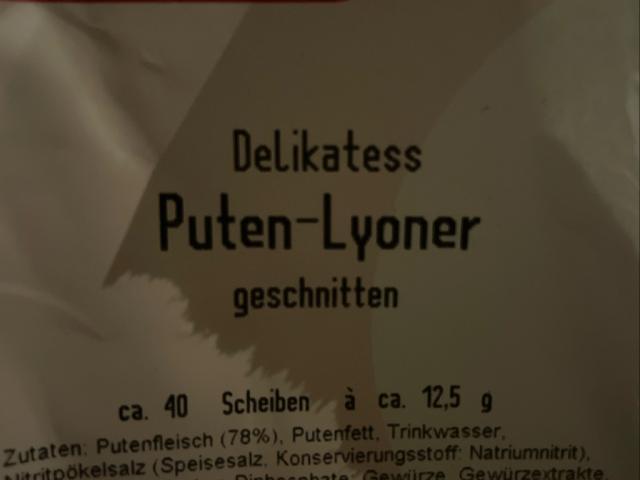 Delikatess
Puten-Lyoner
geschnitten
ca. 40 Scheiben à ca. 12,5 g
Zutaten: Putenfleisch (78%), Putenfett, Trinkwasser,
Nitritpökelsalz (Speisesalz, Konservierungsstoff: Natriumnitrit),
Diphosphate; Gewürze, Gewürzextrakte,